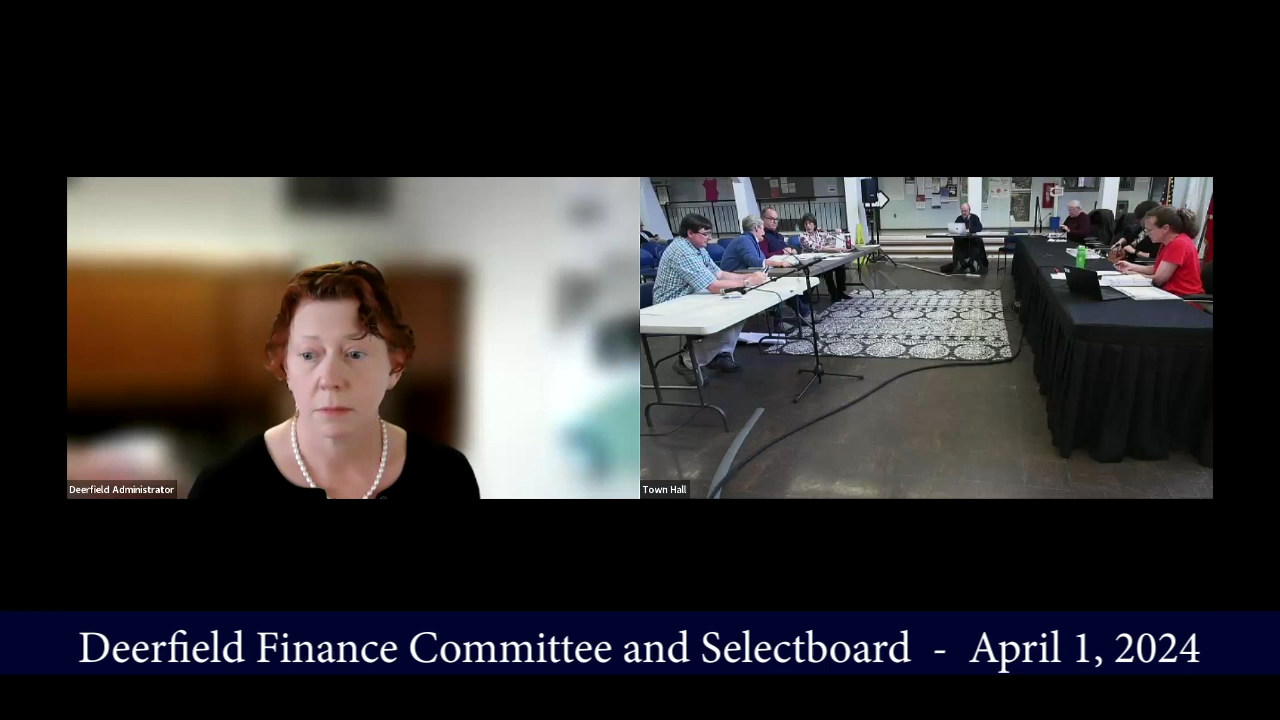 Deerfield Administrator
Town Hall
Deerfield Finance Committee and Selectboard - April 1, 2024